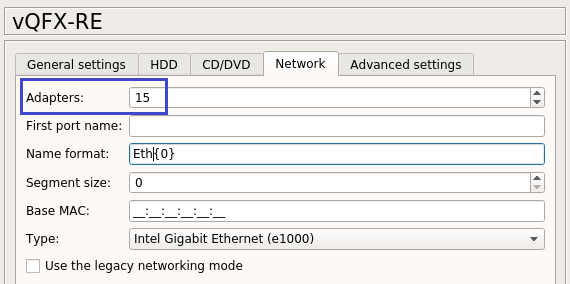 vQFX-RE
General settings HDD CD/DVD Network Advanced settings
Adapters: 15
First port name:
Name format: Eth{0}
Segment size: 0
Base MAC: __:__:__:__:__:__
Type: Intel Gigabit Ethernet (e1000)
Use the legacy networking mode